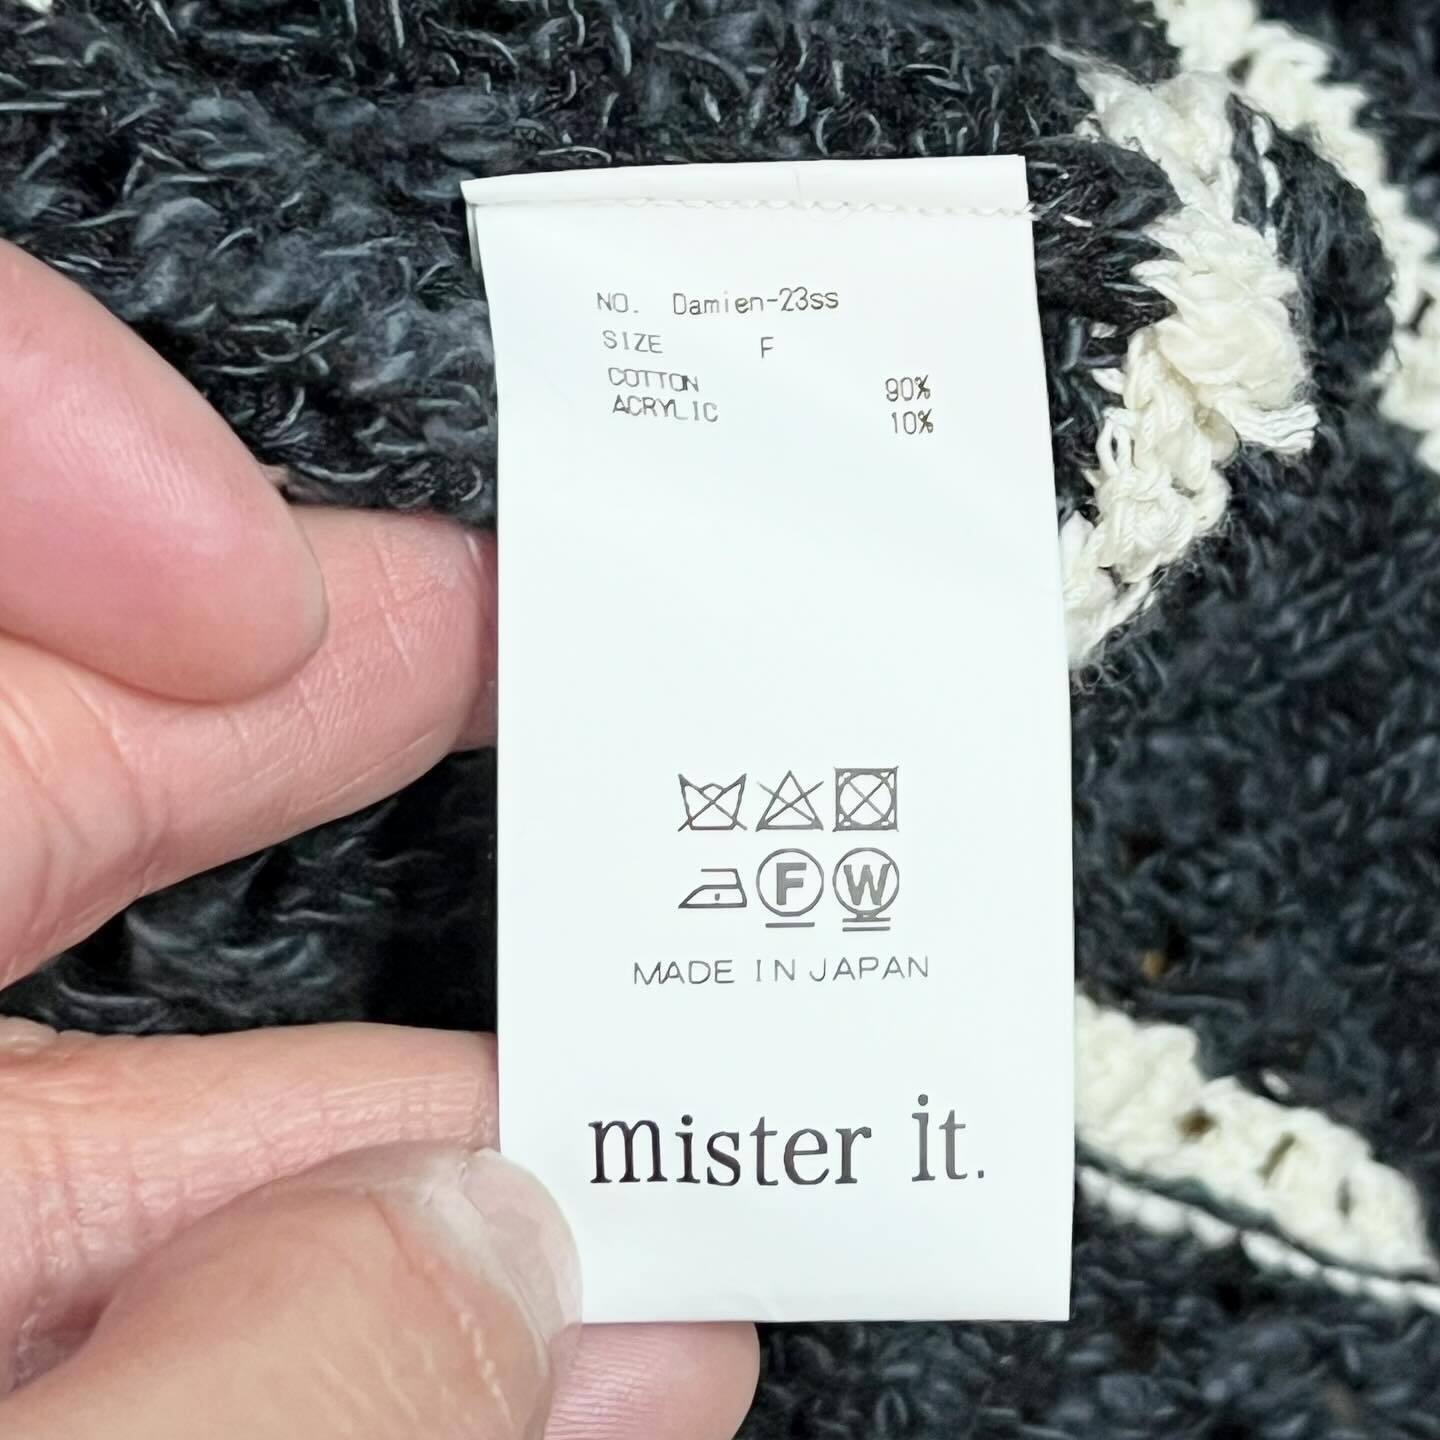 NO. Damien-23ss
SIZE F
COTTON 90%
ACRYLIC 10%
F W
MADE IN JAPAN
mister it.